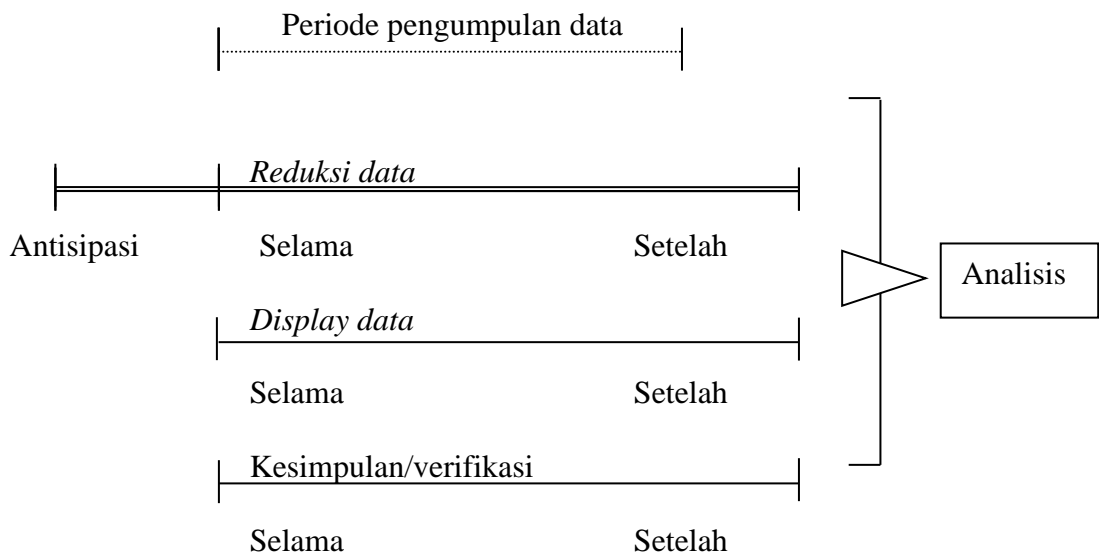 Periode pengumpulan data
Reduksi data
Antisipasi Selama Setelah
Analisis
Display data
Selama Setelah
Kesimpulan/verifikasi
Selama Setelah